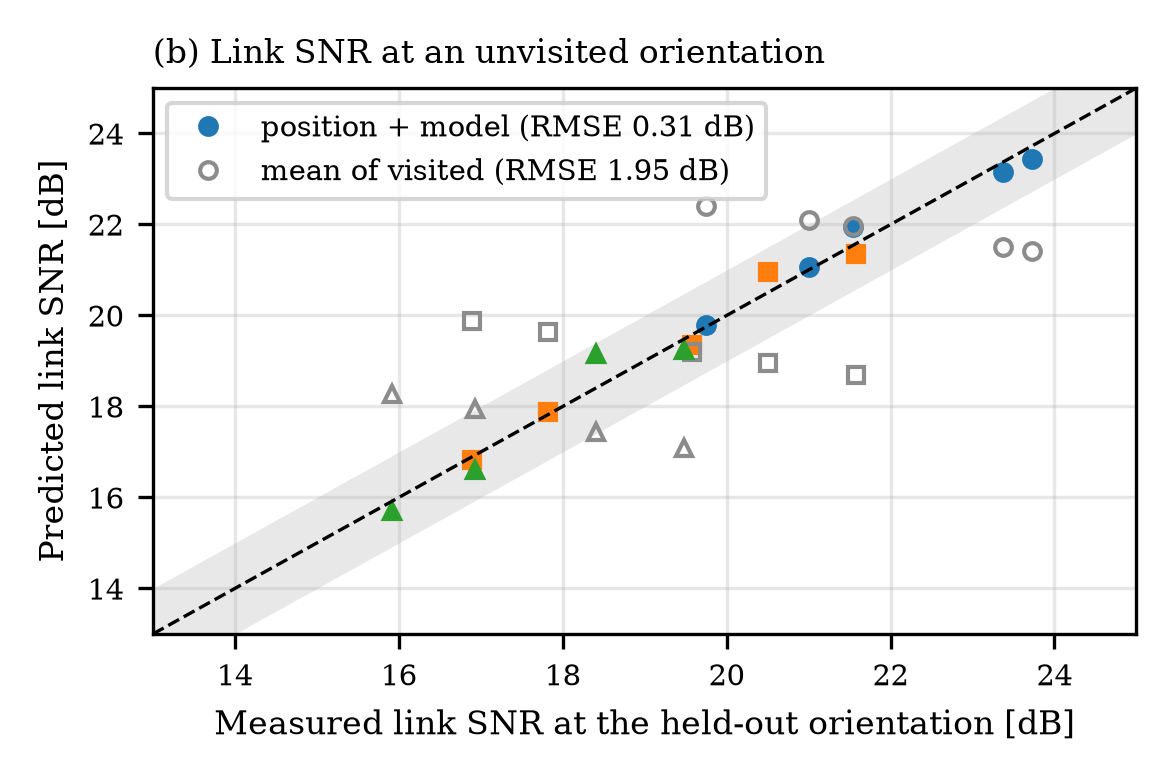 (b) Link SNR at an unvisited orientation
position + model (RMSE 0.31 dB)
mean of visited (RMSE 1.95 dB)
Predicted link SNR [dB]
24
22
20
18
16
14
14 16 18 20 22 24
Measured link SNR at the held-out orientation [dB]